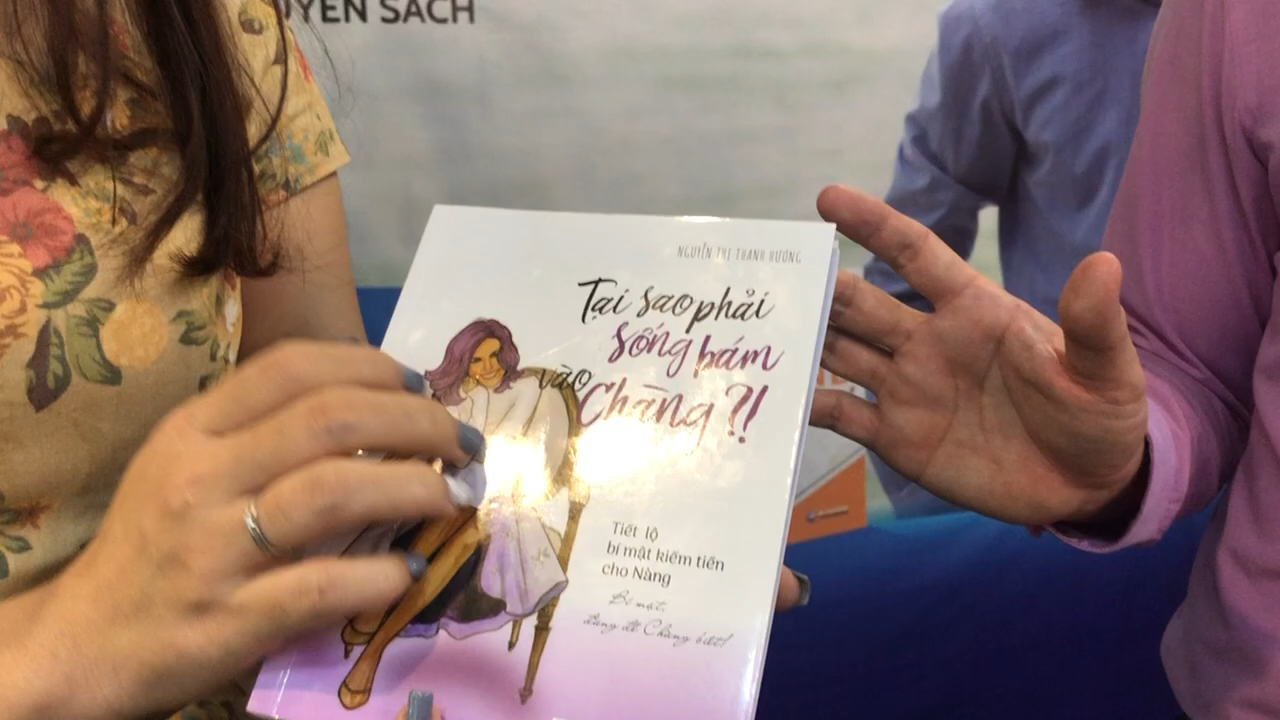 UYỀN SÁCH
NGUYỄN THỊ THANH HƯƠNG
Tại sao phải
sống bám
vào
Chàng ?!
Tiết lộ
bí mật kiếm tiền
cho Nàng
Bí mật,
đừng để Chàng biết!